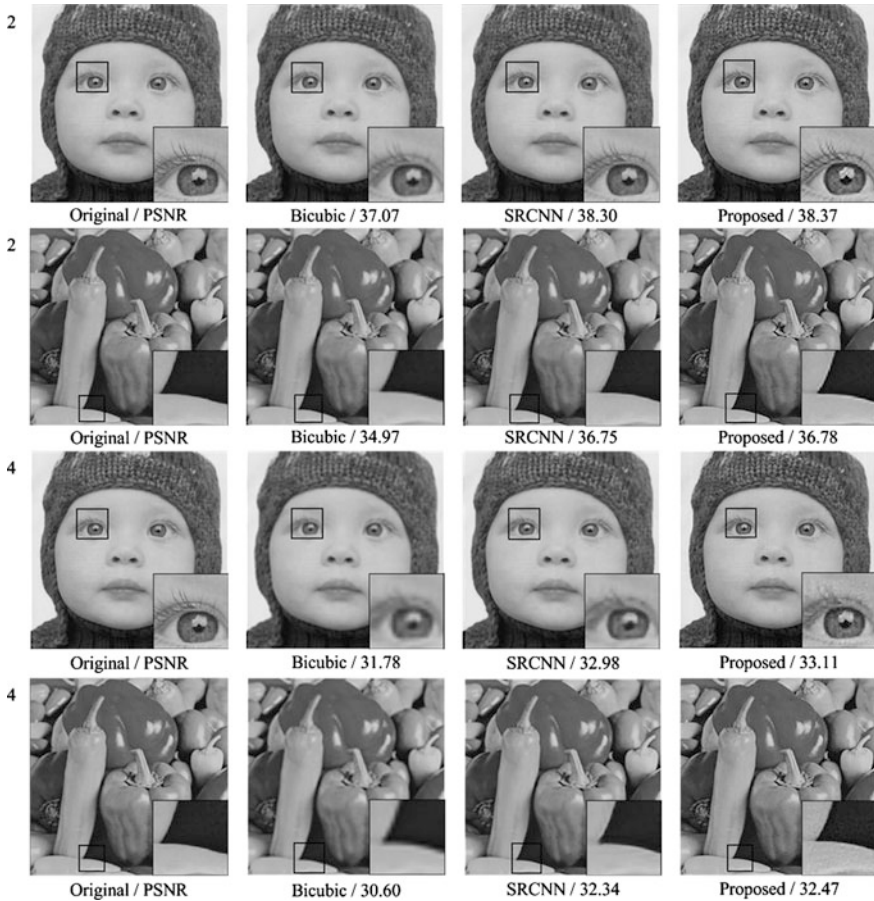 2
Original / PSNR Bicubic / 37.07 SRCNN / 38.30 Proposed / 38.37
2
Original / PSNR Bicubic / 34.97 SRCNN / 36.75 Proposed / 36.78
4
Original / PSNR Bicubic / 31.78 SRCNN / 32.98 Proposed / 33.11
4
Original / PSNR Bicubic / 30.60 SRCNN / 32.34 Proposed / 32.47